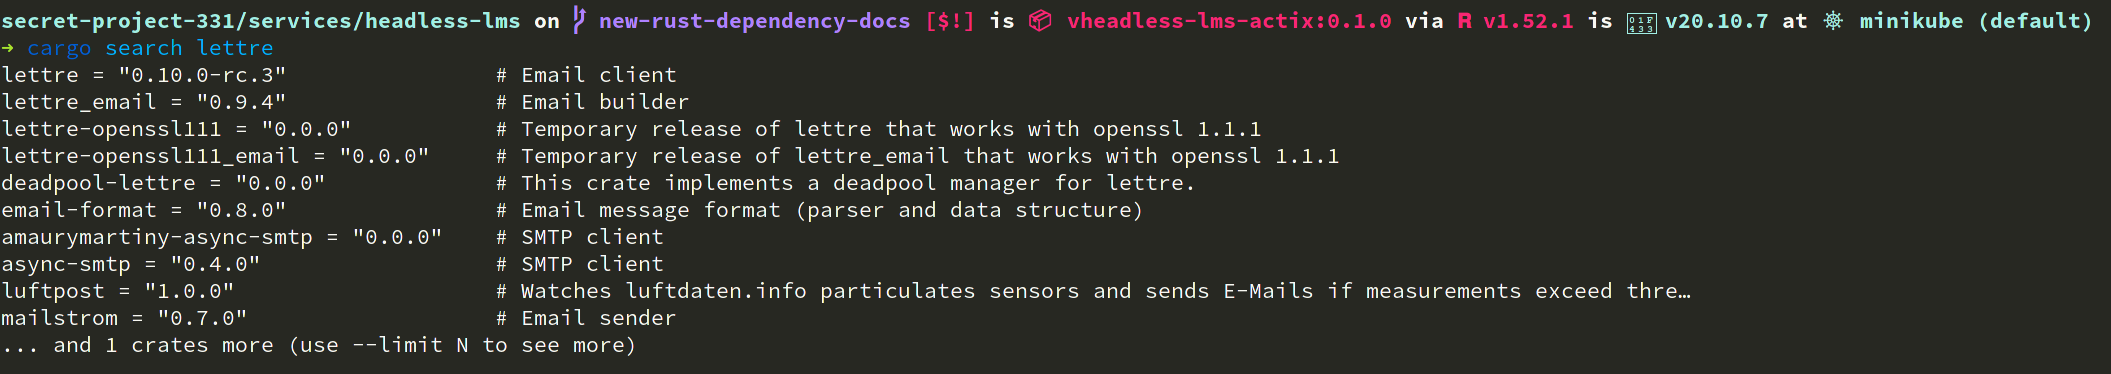 secret-project-331/services/headless-lms on new-rust-dependency-docs [$!] is vheadless-lms-actix:0.1.0 via R v1.52.1 is 01F433 v20.10.7 at minikube (default)
→ cargo search lettre
lettre = "0.10.0-rc.3" # Email client
lettre_email = "0.9.4" # Email builder
lettre-openssl111 = "0.0.0" # Temporary release of lettre that works with openssl 1.1.1
lettre-openssl111_email = "0.0.0" # Temporary release of lettre_email that works with openssl 1.1.1
deadpool-lettre = "0.0.0" # This crate implements a deadpool manager for lettre.
email-format = "0.8.0" # Email message format (parser and data structure)
amaurymartiny-async-smtp = "0.0.0" # SMTP client
async-smtp = "0.4.0" # SMTP client
luftpost = "1.0.0" # Watches luftdaten.info particulates sensors and sends E-Mails if measurements exceed thre…
mailstrom = "0.7.0" # Email sender
... and 1 crates more (use --limit N to see more)